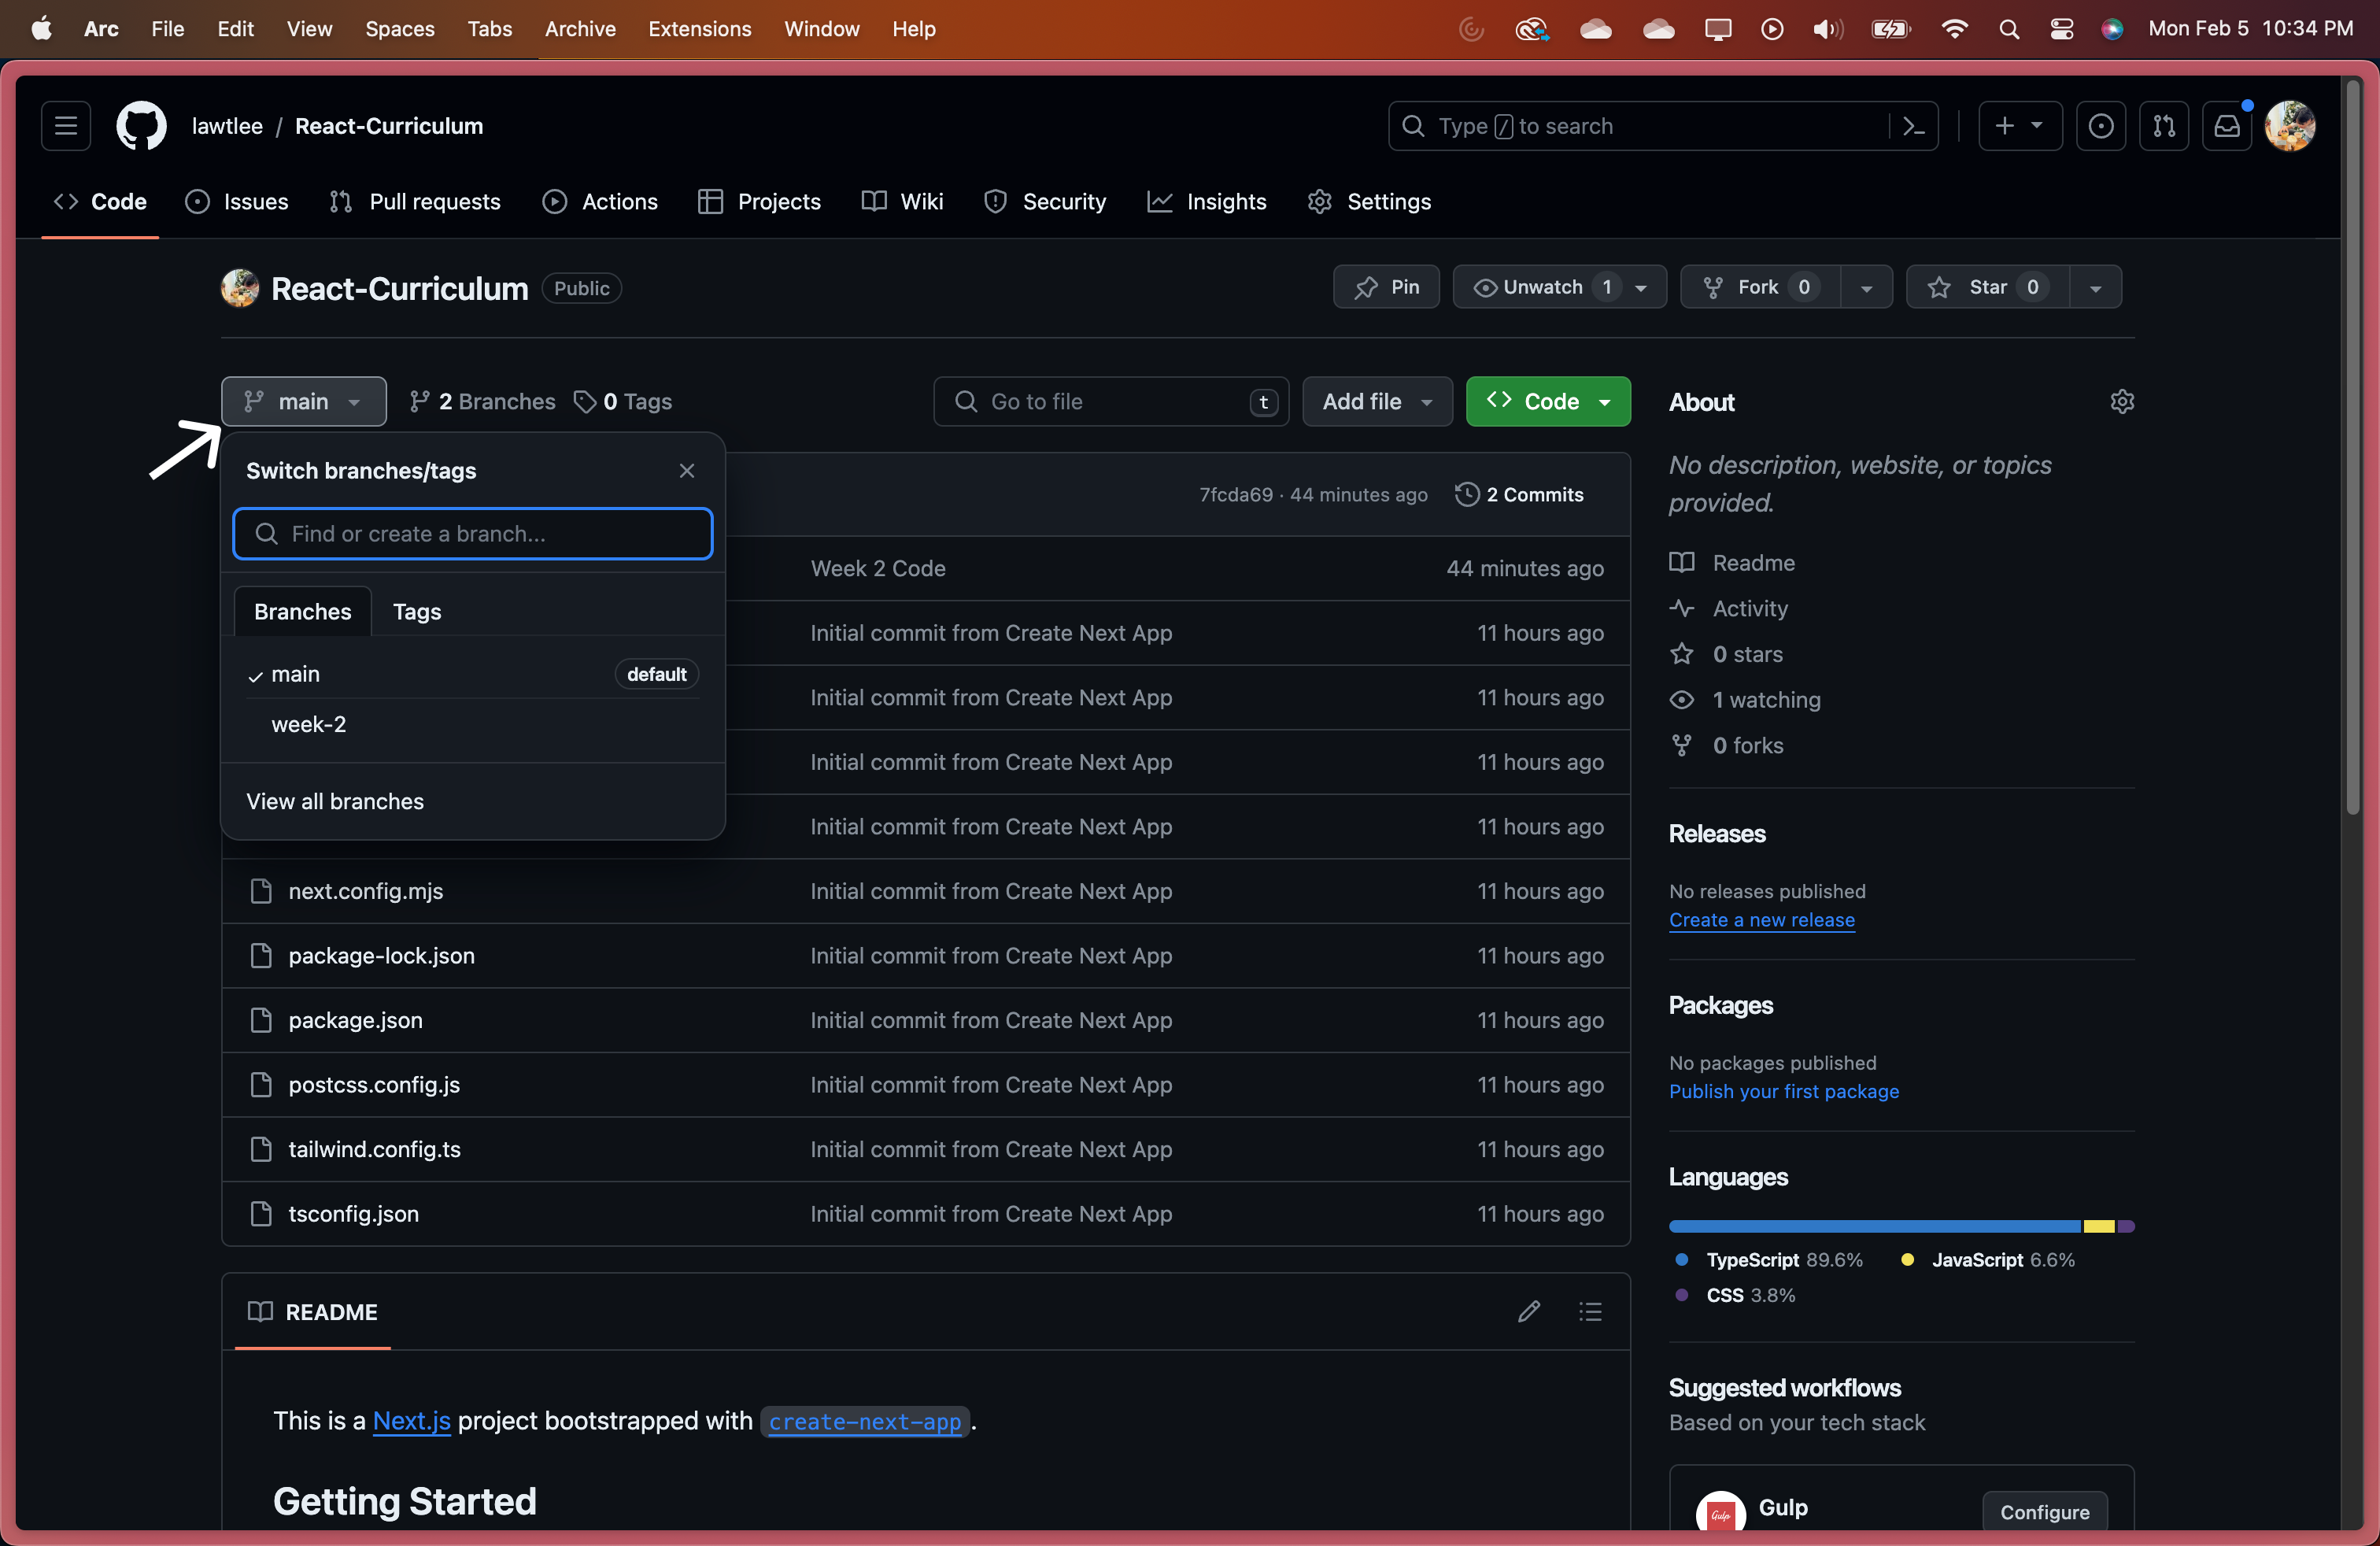 Arc File Edit View Spaces Tabs Archive Extensions Window Help Mon Feb 5 10:34 PM
lawtlee / React-Curriculum
Type / to search
Code Issues Pull requests Actions Projects Wiki Security Insights Settings
React-Curriculum Public
Pin Unwatch 1 Fork 0 Star 0
main 2 Branches 0 Tags
Go to file t Add file Code
Switch branches/tags
Find or create a branch...
Branches Tags
main default
week-2
View all branches
7fcda69 · 44 minutes ago 2 Commits
Week 2 Code 44 minutes ago
Initial commit from Create Next App 11 hours ago
Initial commit from Create Next App 11 hours ago
Initial commit from Create Next App 11 hours ago
Initial commit from Create Next App 11 hours ago
next.config.mjs Initial commit from Create Next App 11 hours ago
package-lock.json Initial commit from Create Next App 11 hours ago
package.json Initial commit from Create Next App 11 hours ago
postcss.config.js Initial commit from Create Next App 11 hours ago
tailwind.config.ts Initial commit from Create Next App 11 hours ago
tsconfig.json Initial commit from Create Next App 11 hours ago
README
This is a Next.js project bootstrapped with create-next-app.
Getting Started
About
No description, website, or topics
provided.
Readme
Activity
0 stars
1 watching
0 forks
Releases
No releases published
Create a new release
Packages
No packages published
Publish your first package
Languages
TypeScript 89.6% JavaScript 6.6%
CSS 3.8%
Suggested workflows
Based on your tech stack
Gulp
Gulp Configure